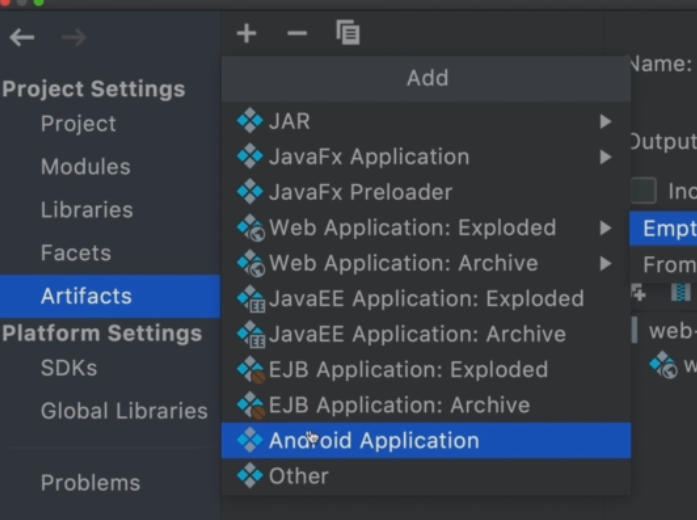 Project Settings
Project
Modules
Libraries
Facets
Artifacts
Platform Settings
SDKs
Global Libraries
Problems
Add
JAR
JavaFx Application
JavaFx Preloader
Web Application: Exploded
Web Application: Archive
JavaEE Application: Exploded
JavaEE Application: Archive
EJB Application: Exploded
EJB Application: Archive
Android Application
Other
Name:
Output
Inc
Empt
From
web-